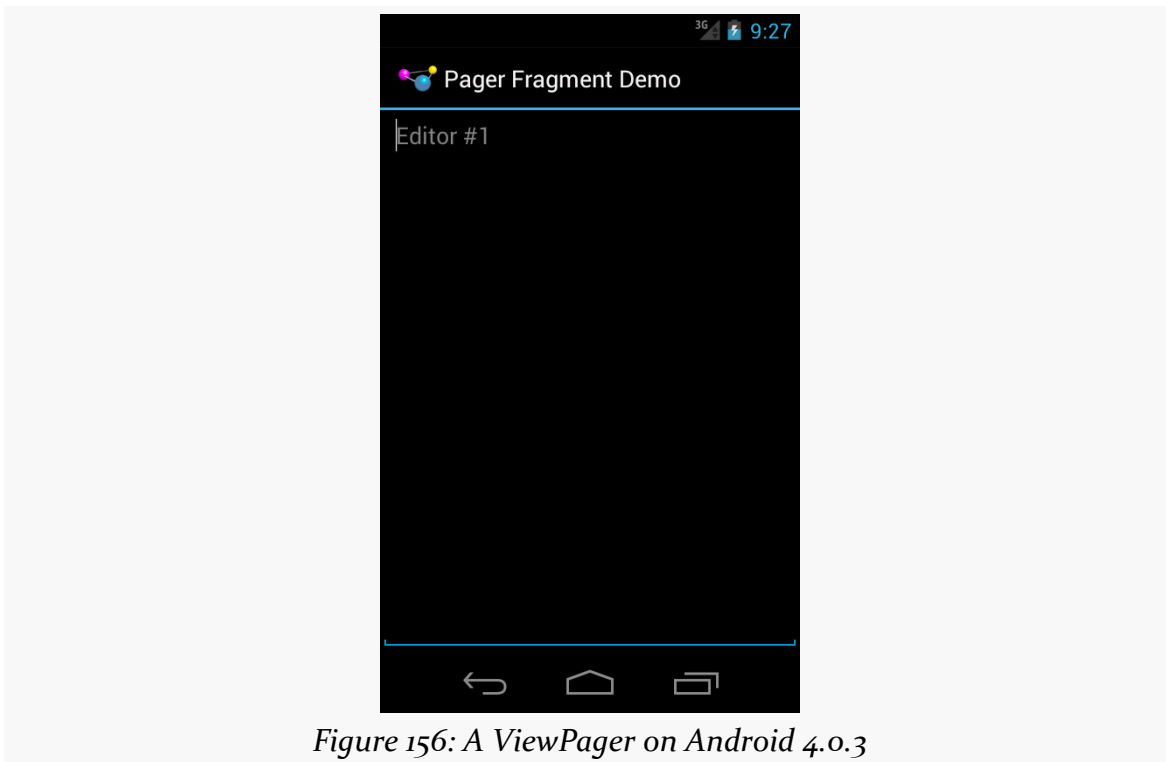 3G 9:27
Pager Fragment Demo
Editor #1
Figure 156: A ViewPager on Android 4.0.3